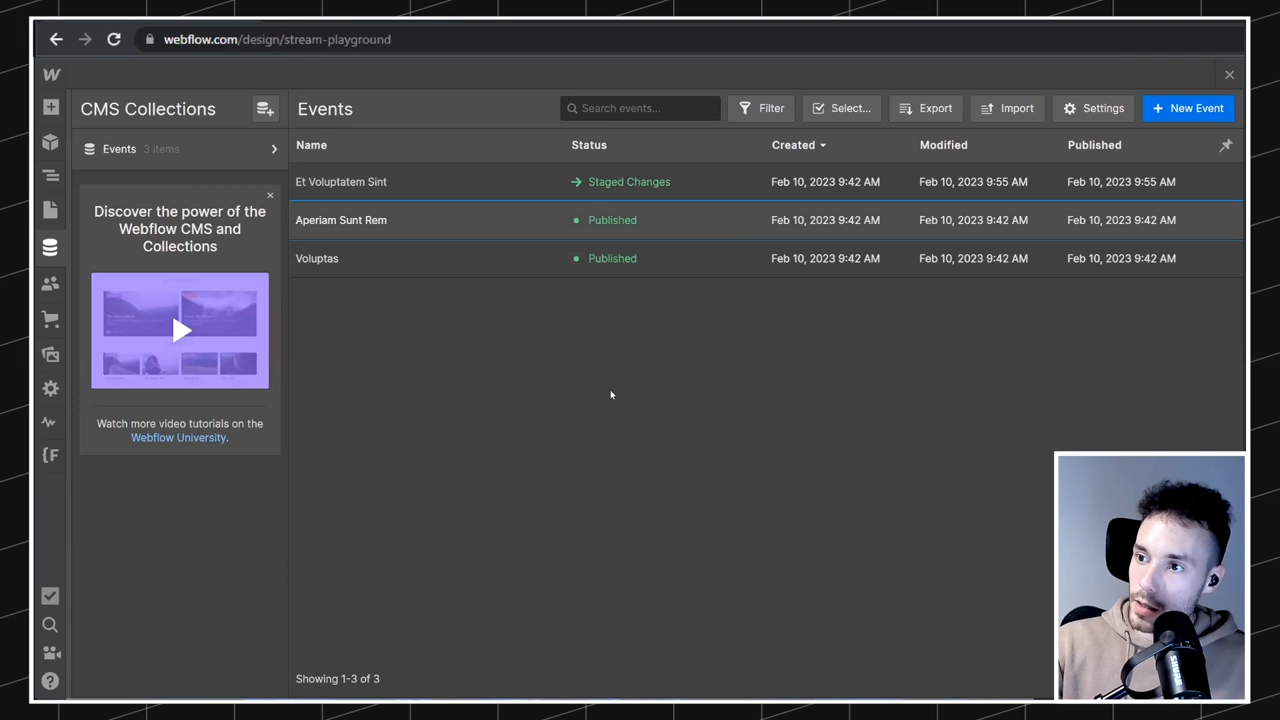 webflow.com/design/stream-playground
CMS Collections
Events 3 items
Discover the power of the
Webflow CMS and
Collections
Watch more video tutorials on the
Webflow University.
Events
Search events...
Filter
Select...
Export
Import
Settings
+ New Event
Name Status Created Modified Published
Et Voluptatem Sint Staged Changes Feb 10, 2023 9:42 AM Feb 10, 2023 9:55 AM Feb 10, 2023 9:55 AM
Aperiam Sunt Rem Published Feb 10, 2023 9:42 AM Feb 10, 2023 9:42 AM Feb 10, 2023 9:42 AM
Voluptas Published Feb 10, 2023 9:42 AM Feb 10, 2023 9:42 AM Feb 10, 2023 9:42 AM
Showing 1-3 of 3
{F
SHURE